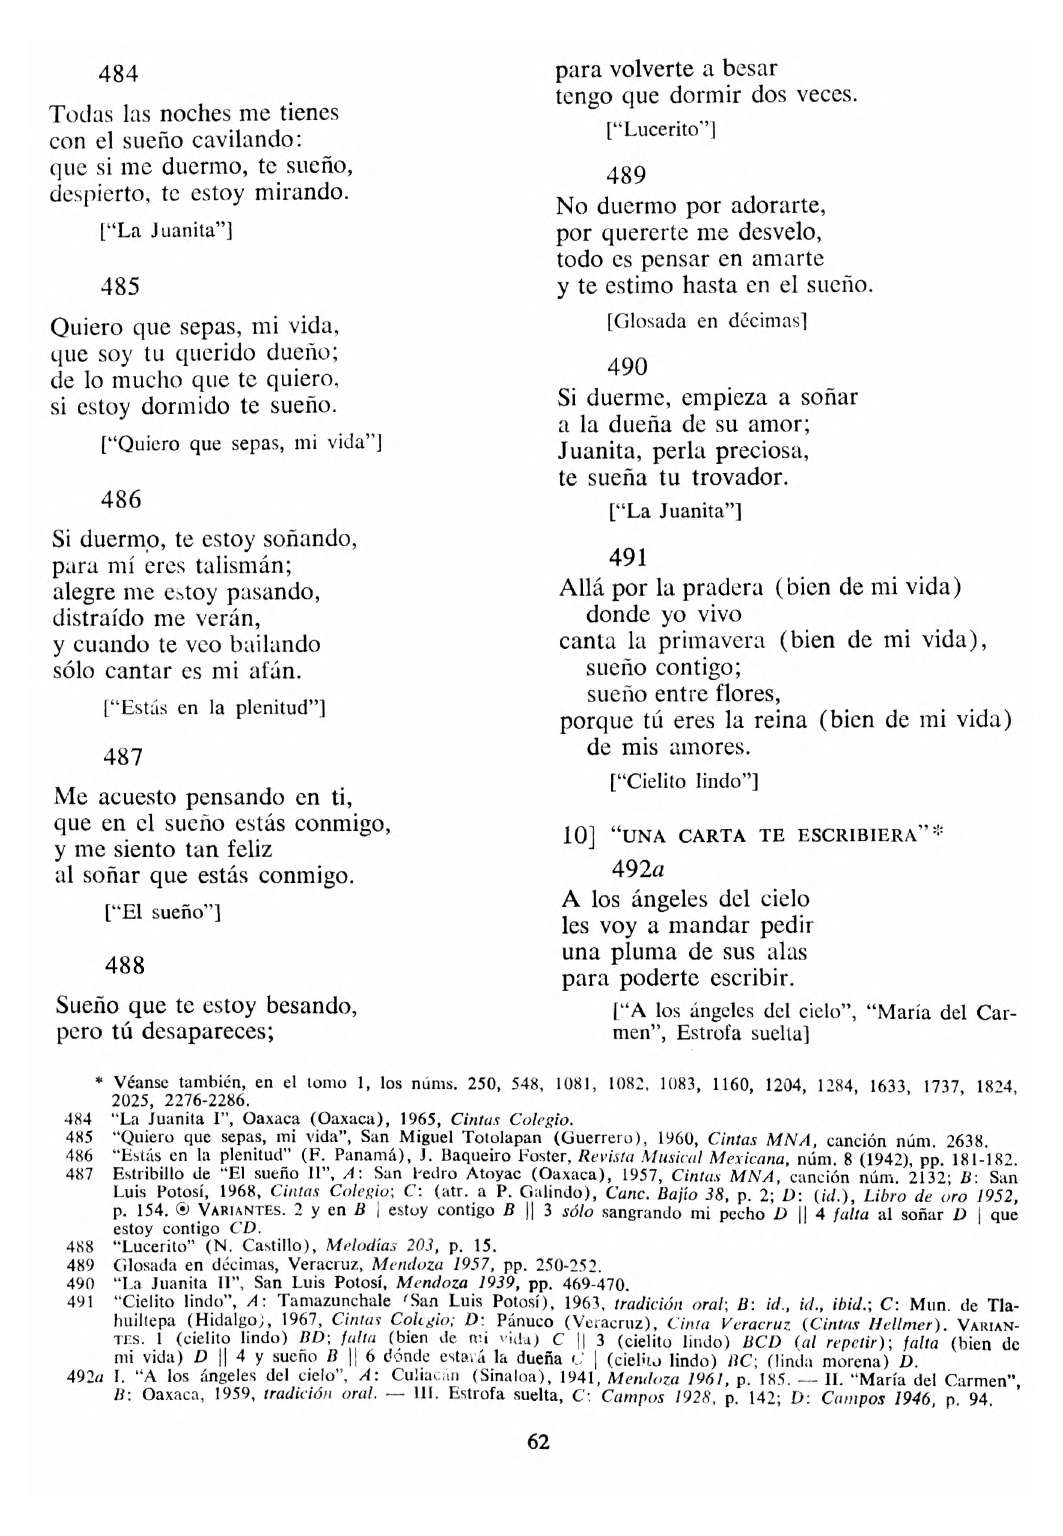 484
Todas las noches me tienes
con el sueño cavilando:
que si me duermo, te sueño,
despierto, te estoy mirando.
[“La Juanita”]
485
Quiero que sepas, mi vida,
que soy tu querido dueño;
de lo mucho que te quiero,
si estoy dormido te sueño.
[“Quiero que sepas, mi vida”]
486
Si duermo, te estoy soñando,
para mí eres talismán;
alegre me estoy pasando,
distraído me verán,
y cuando te veo bailando
sólo cantar es mi afán.
[“Estás en la plenitud”]
487
Me acuesto pensando en ti,
que en el sueño estás conmigo,
y me siento tan feliz
al soñar que estás conmigo.
[“El sueño”]
488
Sueño que te estoy besando,
pero tú desapareces;
para volverte a besar
tengo que dormir dos veces.
[“Lucerito”]
489
No duermo por adorarte,
por quererte me desvelo,
todo es pensar en amarte
y te estimo hasta en el sueño.
[Glosada en décimas]
490
Si duerme, empieza a soñar
a la dueña de su amor;
Juanita, perla preciosa,
te sueña tu trovador.
[“La Juanita”]
491
Allá por la pradera (bien de mi vida)
donde yo vivo
canta la primavera (bien de mi vida),
sueño contigo;
sueño entre flores,
porque tú eres la reina (bien de mi vida)
de mis amores.
[“Cielito lindo”]
10] “UNA CARTA TE ESCRIBIERA”*
492a
A los ángeles del cielo
les voy a mandar pedir
una pluma de sus alas
para poderte escribir.
[“A los ángeles del cielo”, “María del Car-
men”, Estrofa suelta]
* Véanse también, en el tomo 1, los núms. 250, 548, 1081, 1082, 1083, 1160, 1204, 1284, 1633, 1737, 1824,
2025, 2276-2286.
484 “La Juanita I”, Oaxaca (Oaxaca), 1965, Cintas Colegio.
485 “Quiero que sepas, mi vida”, San Miguel Totolapan (Guerrero), 1960, Cintas MNA, canción núm. 2638.
486 “Estás en la plenitud” (F. Panamá), J. Baqueiro Foster, Revista Musical Mexicana, núm. 8 (1942), pp. 181-182.
487 Estribillo de “El sueño II”, A: San Pedro Atoyac (Oaxaca), 1957, Cintas MNA, canción núm. 2132; B: San
Luis Potosí, 1968, Cintas Colegio; C: (atr. a P. Galindo), Canc. Bajío 38, p. 2; D: (id.), Libro de oro 1952,
p. 154. ⊙ VARIANTES. 2 y en B | estoy contigo B || 3 sólo sangrando mi pecho D || 4 falta al soñar D | que
estoy contigo CD.
488 “Lucerito” (N. Castillo), Melodías 203, p. 15.
489 Glosada en décimas, Veracruz, Mendoza 1957, pp. 250-252.
490 “La Juanita II”, San Luis Potosí, Mendoza 1939, pp. 469-470.
491 “Cielito lindo”, A: Tamazunchale (San Luis Potosí), 1963, tradición oral; B: id., id., ibid.; C: Mun. de Tla-
huiltepa (Hidalgo), 1967, Cintas Colegio; D: Pánuco (Veracruz), Cinta Veracruz (Cintas Hellmer). VARIAN-
TES. 1 (cielito lindo) BD; falta (bien de mi vida) C || 3 (cielito lindo) BCD (al repetir); falta (bien de
mi vida) D || 4 y sueño B || 6 dónde estará la dueña C | (cielito lindo) BC; (linda morena) D.
492a I. “A los ángeles del cielo”, A: Culiacán (Sinaloa), 1941, Mendoza 1961, p. 185. — II. “María del Carmen”,
B: Oaxaca, 1959, tradición oral. — III. Estrofa suelta, C: Campos 1928, p. 142; D: Campos 1946, p. 94.
62